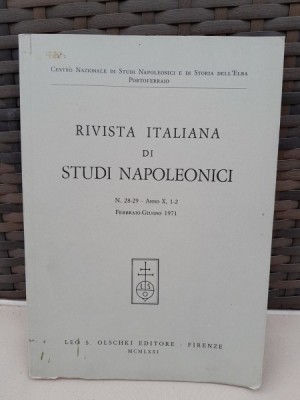 CENTRO NAZIONALE DI STUDI NAPOLEONICI E DI STORIA DELL'ELBA
PORTOFERRAIO
RIVISTA ITALIANA
DI
STUDI NAPOLEONICI
N. 28-29 - ANNO X, 1-2
FEBBRAIO-GIUGNO 1971
LEO S. OLSCHKI EDITORE - FIRENZE
MCMLXXI